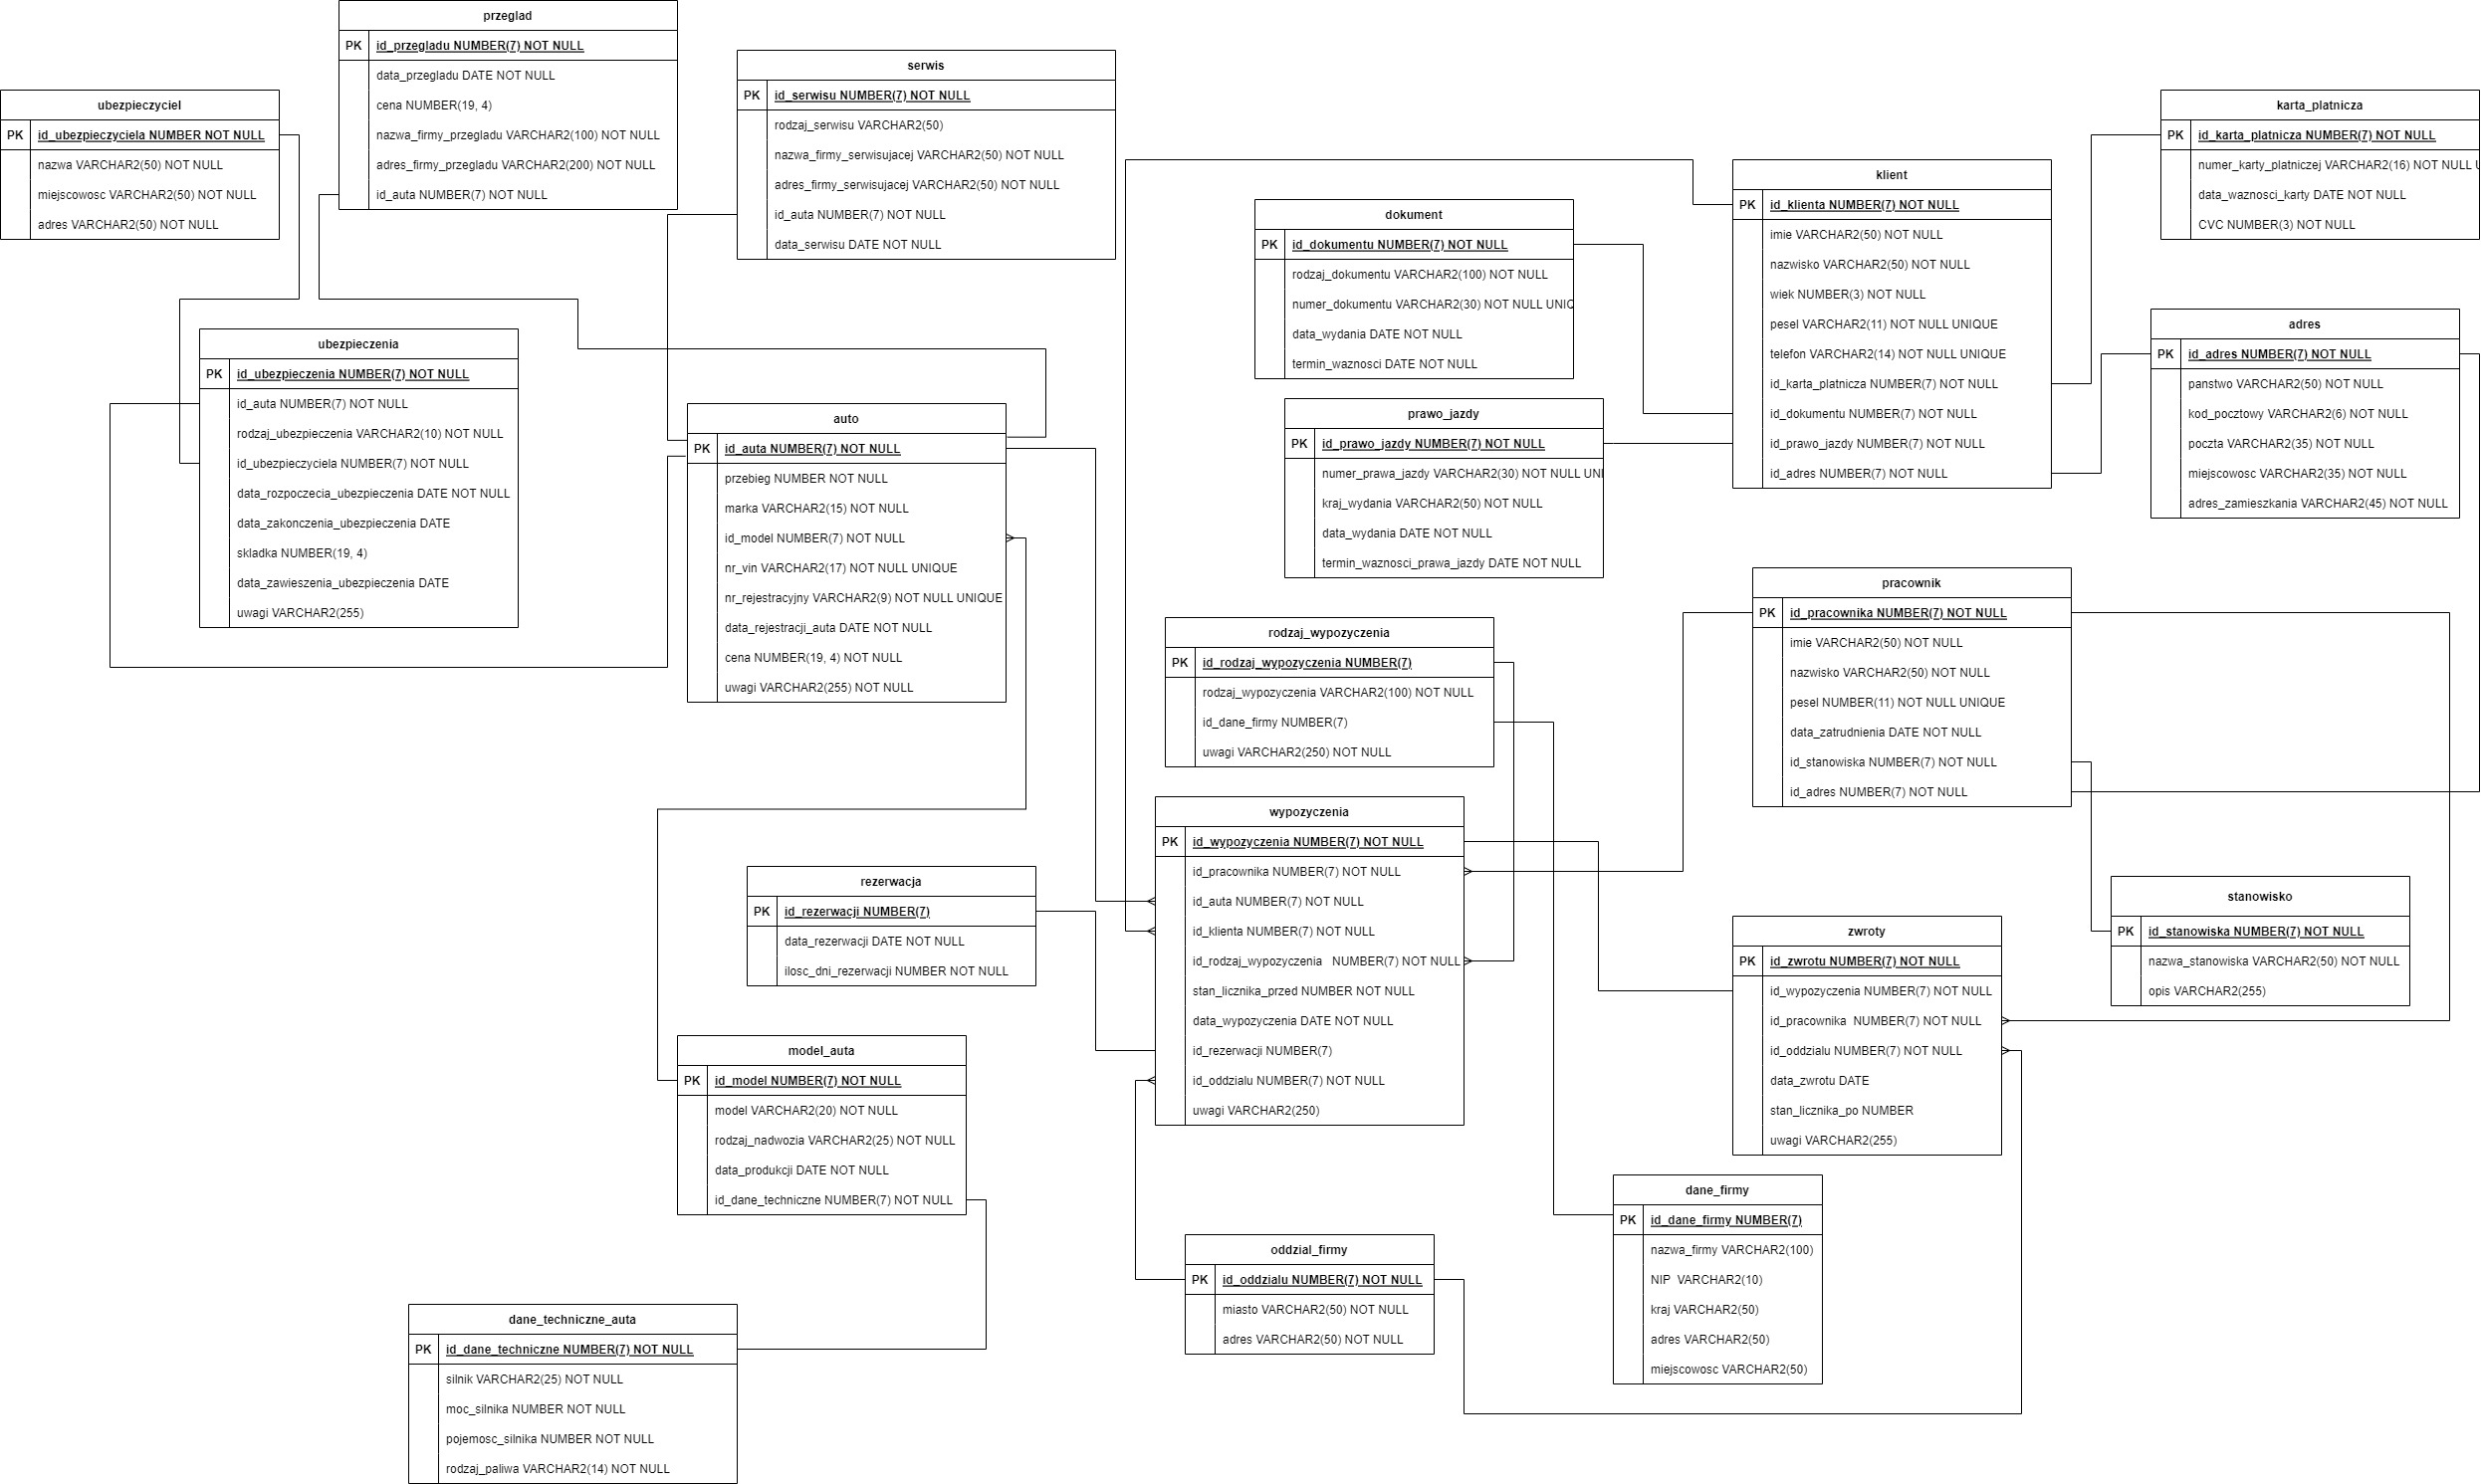 przeglad
PK id_przegladu NUMBER(7) NOT NULL
data_przegladu DATE NOT NULL
cena NUMBER(19, 4)
nazwa_firmy_przegladu VARCHAR2(100) NOT NULL
adres_firmy_przegladu VARCHAR2(200) NOT NULL
id_auta NUMBER(7) NOT NULL
serwis
PK id_serwisu NUMBER(7) NOT NULL
rodzaj_serwisu VARCHAR2(50)
nazwa_firmy_serwisujacej VARCHAR2(50) NOT NULL
adres_firmy_serwisujacej VARCHAR2(50) NOT NULL
id_auta NUMBER(7) NOT NULL
data_serwisu DATE NOT NULL
ubezpieczyciel
PK id_ubezpieczyciela NUMBER NOT NULL
nazwa VARCHAR2(50) NOT NULL
miejscowosc VARCHAR2(50) NOT NULL
adres VARCHAR2(50) NOT NULL
karta_platnicza
PK id_karta_platnicza NUMBER(7) NOT NULL
numer_karty_platniczej VARCHAR2(16) NOT NULL U
data_waznosci_karty DATE NOT NULL
CVC NUMBER(3) NOT NULL
klient
PK id_klienta NUMBER(7) NOT NULL
imie VARCHAR2(50) NOT NULL
nazwisko VARCHAR2(50) NOT NULL
wiek NUMBER(3) NOT NULL
pesel VARCHAR2(11) NOT NULL UNIQUE
telefon VARCHAR2(14) NOT NULL UNIQUE
id_karta_platnicza NUMBER(7) NOT NULL
id_dokumentu NUMBER(7) NOT NULL
id_prawo_jazdy NUMBER(7) NOT NULL
id_adres NUMBER(7) NOT NULL
dokument
PK id_dokumentu NUMBER(7) NOT NULL
rodzaj_dokumentu VARCHAR2(100) NOT NULL
numer_dokumentu VARCHAR2(30) NOT NULL UNIQ
data_wydania DATE NOT NULL
termin_waznosci DATE NOT NULL
adres
PK id_adres NUMBER(7) NOT NULL
panstwo VARCHAR2(50) NOT NULL
kod_pocztowy VARCHAR2(6) NOT NULL
poczta VARCHAR2(35) NOT NULL
miejscowosc VARCHAR2(35) NOT NULL
adres_zamieszkania VARCHAR2(45) NOT NULL
ubezpieczenia
PK id_ubezpieczenia NUMBER(7) NOT NULL
id_auta NUMBER(7) NOT NULL
rodzaj_ubezpieczenia VARCHAR2(10) NOT NULL
id_ubezpieczyciela NUMBER(7) NOT NULL
data_rozpoczecia_ubezpieczenia DATE NOT NULL
data_zakonczenia_ubezpieczenia DATE
skladka NUMBER(19, 4)
data_zawieszenia_ubezpieczenia DATE
uwagi VARCHAR2(255)
auto
PK id_auta NUMBER(7) NOT NULL
przebieg NUMBER NOT NULL
marka VARCHAR2(15) NOT NULL
id_model NUMBER(7) NOT NULL
nr_vin VARCHAR2(17) NOT NULL UNIQUE
nr_rejestracyjny VARCHAR2(9) NOT NULL UNIQUE
data_rejestracji_auta DATE NOT NULL
cena NUMBER(19, 4) NOT NULL
uwagi VARCHAR2(255) NOT NULL
prawo_jazdy
PK id_prawo_jazdy NUMBER(7) NOT NULL
numer_prawa_jazdy VARCHAR2(30) NOT NULL UNI
kraj_wydania VARCHAR2(50) NOT NULL
data_wydania DATE NOT NULL
termin_waznosci_prawa_jazdy DATE NOT NULL
pracownik
PK id_pracownika NUMBER(7) NOT NULL
imie VARCHAR2(50) NOT NULL
nazwisko VARCHAR2(50) NOT NULL
pesel NUMBER(11) NOT NULL UNIQUE
data_zatrudnienia DATE NOT NULL
id_stanowiska NUMBER(7) NOT NULL
id_adres NUMBER(7) NOT NULL
rodzaj_wypozyczenia
PK id_rodzaj_wypozyczenia NUMBER(7)
rodzaj_wypozyczenia VARCHAR2(100) NOT NULL
id_dane_firmy NUMBER(7)
uwagi VARCHAR2(250) NOT NULL
wypozyczenia
PK id_wypozyczenia NUMBER(7) NOT NULL
id_pracownika NUMBER(7) NOT NULL
id_auta NUMBER(7) NOT NULL
id_klienta NUMBER(7) NOT NULL
id_rodzaj_wypozyczenia NUMBER(7) NOT NULL
stan_licznika_przed NUMBER NOT NULL
data_wypozyczenia DATE NOT NULL
id_rezerwacji NUMBER(7)
id_oddzialu NUMBER(7) NOT NULL
uwagi VARCHAR2(250)
rezerwacja
PK id_rezerwacji NUMBER(7)
data_rezerwacji DATE NOT NULL
ilosc_dni_rezerwacji NUMBER NOT NULL
stanowisko
PK id_stanowiska NUMBER(7) NOT NULL
nazwa_stanowiska VARCHAR2(50) NOT NULL
opis VARCHAR2(255)
zwroty
PK id_zwrotu NUMBER(7) NOT NULL
id_wypozyczenia NUMBER(7) NOT NULL
id_pracownika NUMBER(7) NOT NULL
id_oddzialu NUMBER(7) NOT NULL
data_zwrotu DATE
stan_licznika_po NUMBER
uwagi VARCHAR2(255)
model_auta
PK id_model NUMBER(7) NOT NULL
model VARCHAR2(20) NOT NULL
rodzaj_nadwozia VARCHAR2(25) NOT NULL
data_produkcji DATE NOT NULL
id_dane_techniczne NUMBER(7) NOT NULL
dane_firmy
PK id_dane_firmy NUMBER(7)
nazwa_firmy VARCHAR2(100)
NIP VARCHAR2(10)
kraj VARCHAR2(50)
adres VARCHAR2(50)
miejscowosc VARCHAR2(50)
oddzial_firmy
PK id_oddzialu NUMBER(7) NOT NULL
miasto VARCHAR2(50) NOT NULL
adres VARCHAR2(50) NOT NULL
dane_techniczne_auta
PK id_dane_techniczne NUMBER(7) NOT NULL
silnik VARCHAR2(25) NOT NULL
moc_silnika NUMBER NOT NULL
pojemosc_silnika NUMBER NOT NULL
rodzaj_paliwa VARCHAR2(14) NOT NULL